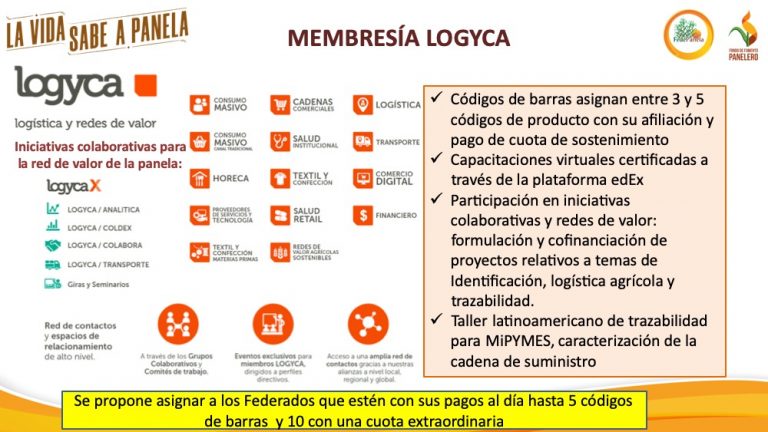 LA VIDA
SABE A PANELA
MEMBRESÍA LOGYCA
FedePanela
FONDO DE FOMENTO
PANELERO
logyca
logística y redes de valor
Iniciativas colaborativas para
la red de valor de la panela:
logycaX
LOGYCA / ANALITICA
LOGYCA / COLDEX
LOGYCA / COLABORA
LOGYCA / TRANSPORTE
Giras y Seminarios
CONSUMO
MASIVO
CADENAS
COMERCIALES
LOGÍSTICA
CONSUMO
MASIVO
CANAL TRADICIONAL
SALUD
INSTITUCIONAL
TRANSPORTE
HORECA
TEXTIL Y
CONFECCIÓN
COMERCIO
DIGITAL
PROVEEDORES
DE SERVICIOS Y
TECNOLOGÍA
SALUD
RETAIL
FINANCIERO
TEXTIL Y
CONFECCIÓN
MATERIAS PRIMAS
REDES DE
VALOR AGRÍCOLAS
SOSTENIBLES
Red de contactos
y espacios de
relacionamiento
de alto nivel.
A través de los Grupos
Colaborativos y
Comités de trabajo.
Eventos exclusivos para
miembros LOGYCA,
dirigidos a perfiles
directivos.
Acceso a una amplia red de
contactos gracias a nuestras
alianzas a nivel local,
regional y global.
✓ Códigos de barras asignan entre 3 y 5
códigos de producto con su afiliación y
pago de cuota de sostenimiento
✓ Capacitaciones virtuales certificadas a
través de la plataforma edEx
✓ Participación en iniciativas
colaborativas y redes de valor:
formulación y cofinanciación de
proyectos relativos a temas de
Identificación, logística agrícola y
trazabilidad.
✓ Taller latinoamericano de trazabilidad
para MiPYMES, caracterización de la
cadena de suministro
Se propone asignar a los Federados que estén con sus pagos al día hasta 5 códigos
de barras y 10 con una cuota extraordinaria